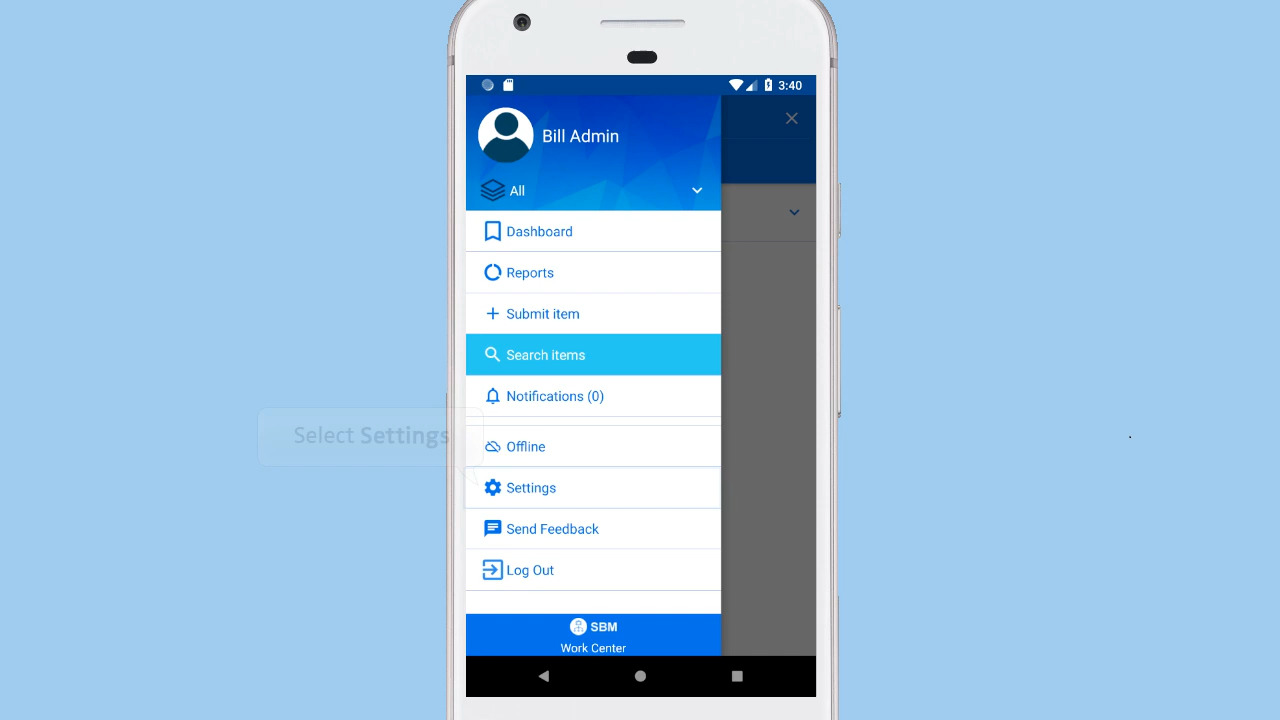 3:40
Bill Admin
All
Dashboard
Reports
Submit item
Search items
Notifications (0)
Select Settings
Offline
Settings
Send Feedback
Log Out
SBM
Work Center